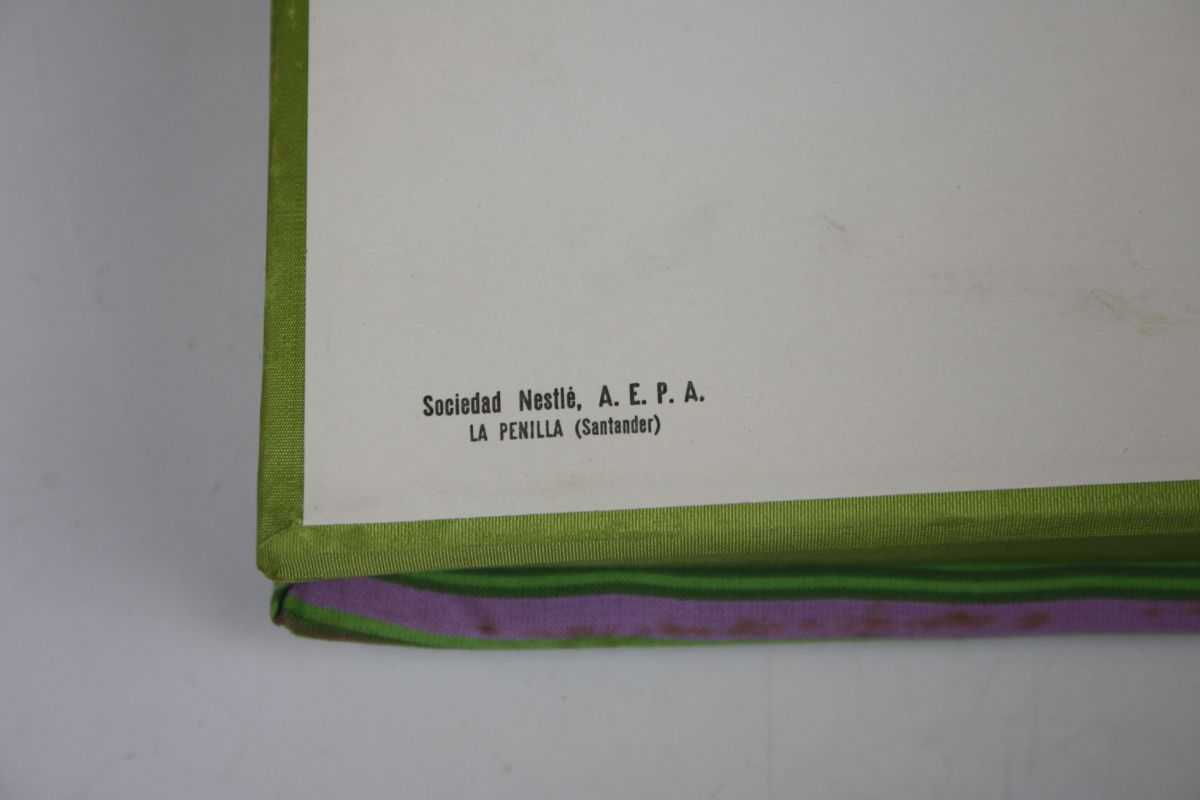 Sociedad Nestlé, A. E. P. A.
LA PENILLA (Santander)